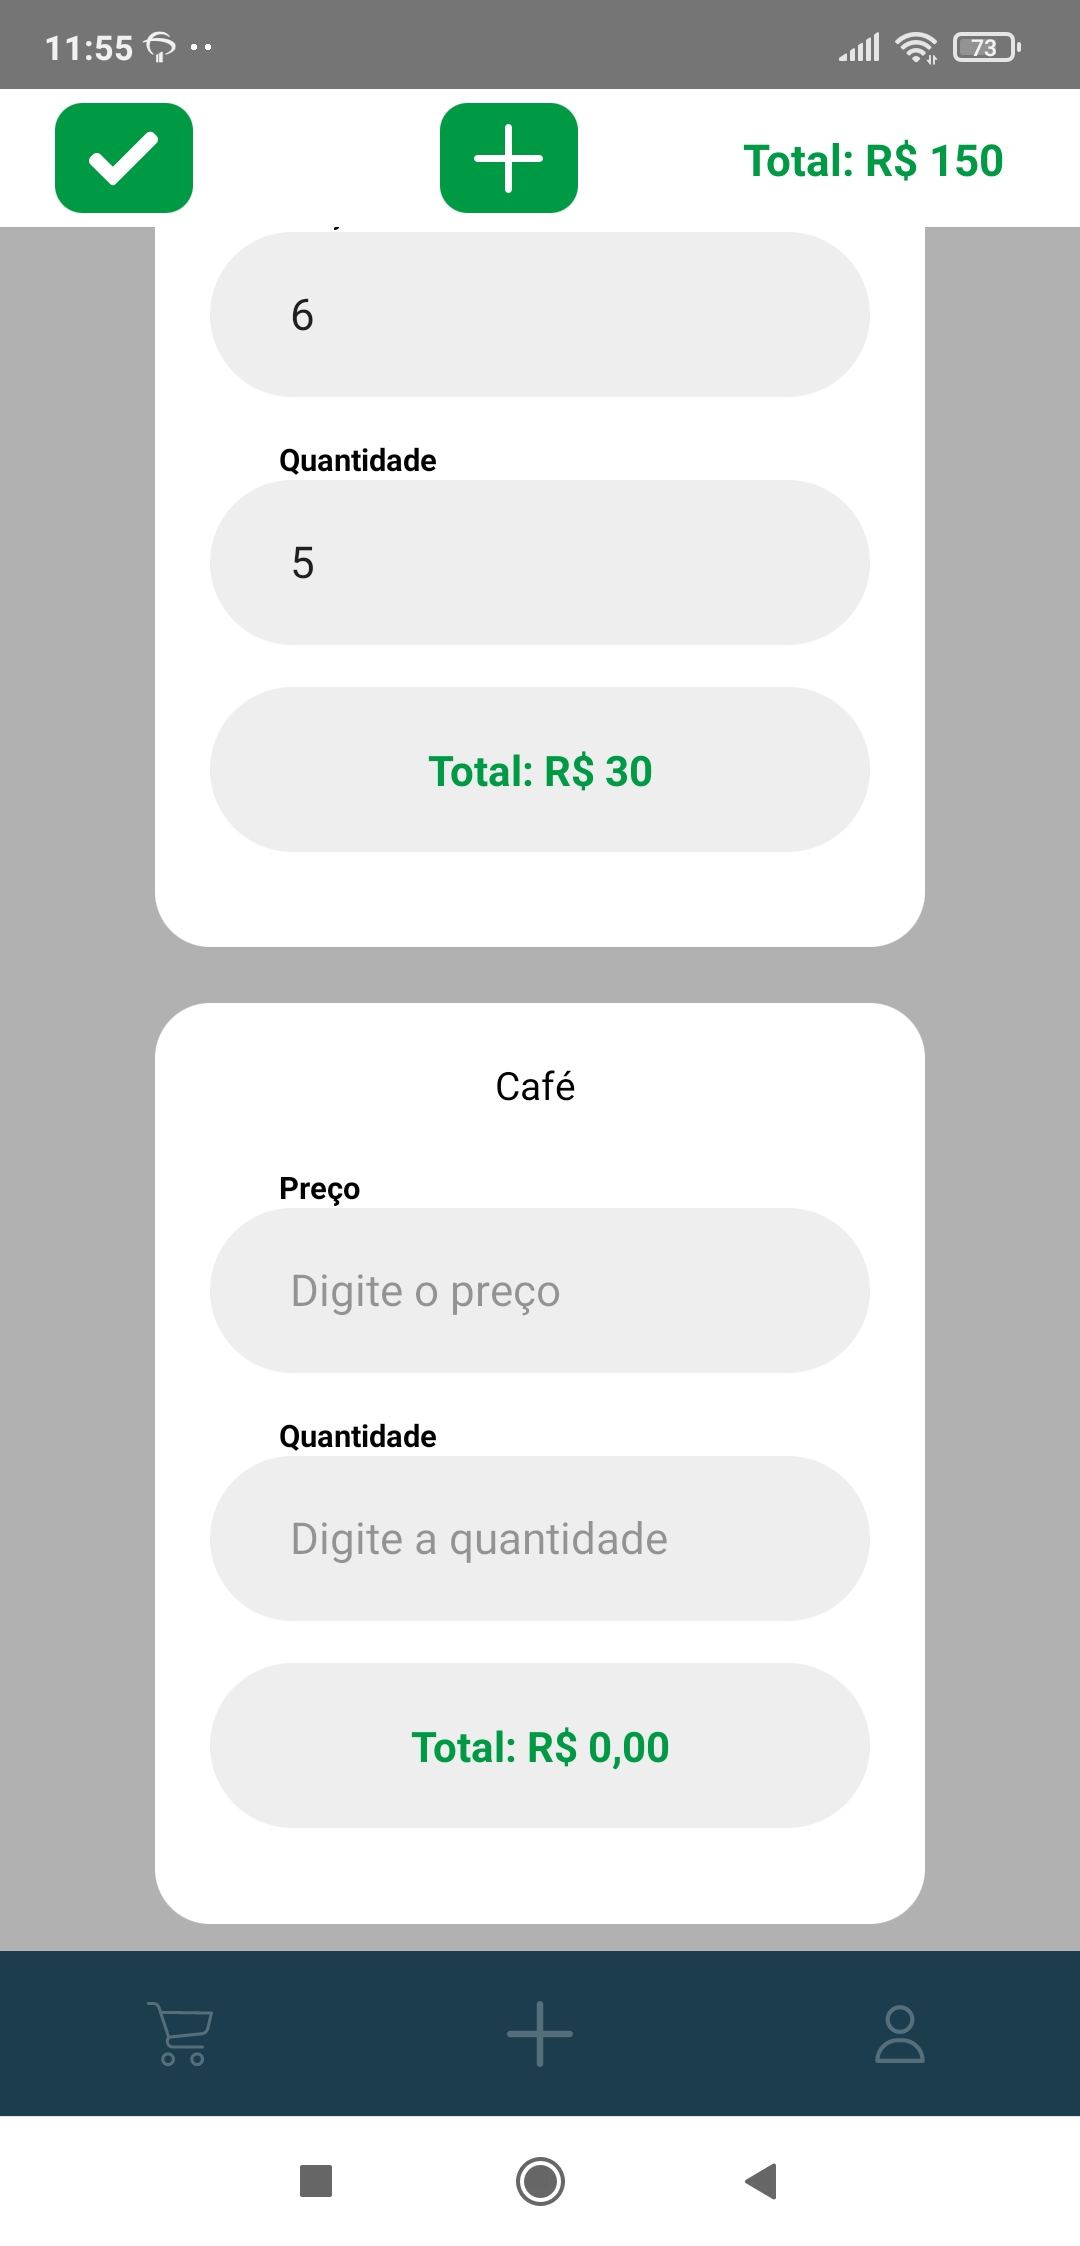 11:55
73
Total: R$ 150
6
Quantidade
5
Total: R$ 30
Café
Preço
Digite o preço
Quantidade
Digite a quantidade
Total: R$ 0,00